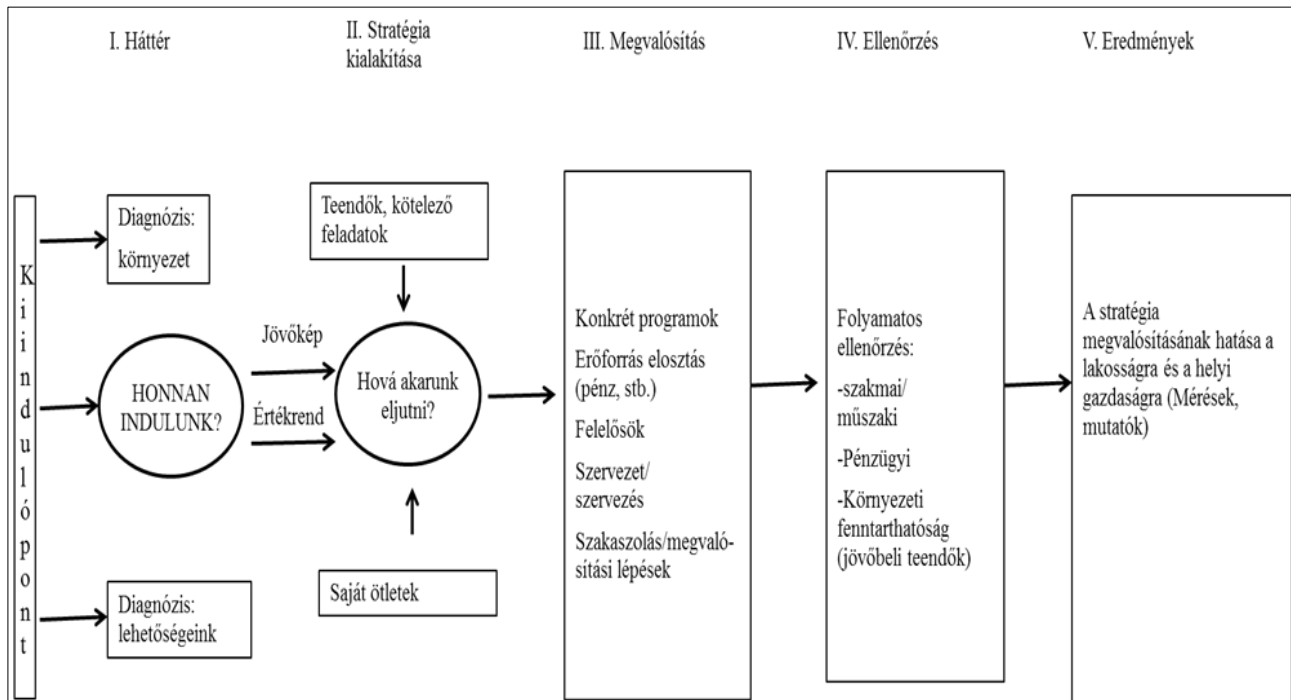 I. Háttér
II. Stratégia
kialakítása
III. Megvalósítás
IV. Ellenőrzés
V. Eredmények
Kiindulópont
Diagnózis:
környezet
HONNAN
INDULUNK?
Diagnózis:
lehetőségeink
Jövőkép
Értékrend
Teendők, kötelező
feladatok
Hová akarunk
eljutni?
Saját ötletek
Konkrét programok
Erőforrás elosztás
(pénz, stb.)
Felelősök
Szervezet/
szervezés
Szakaszolás/megvaló-
sítási lépések
Folyamatos
ellenőrzés:
-szakmai/
műszaki
-Pénzügyi
-Környezeti
fenntarthatóság
(jövőbeli teendők)
A stratégia
megvalósításának hatása a
lakosságra és a helyi
gazdaságra (Mérések,
mutatók)